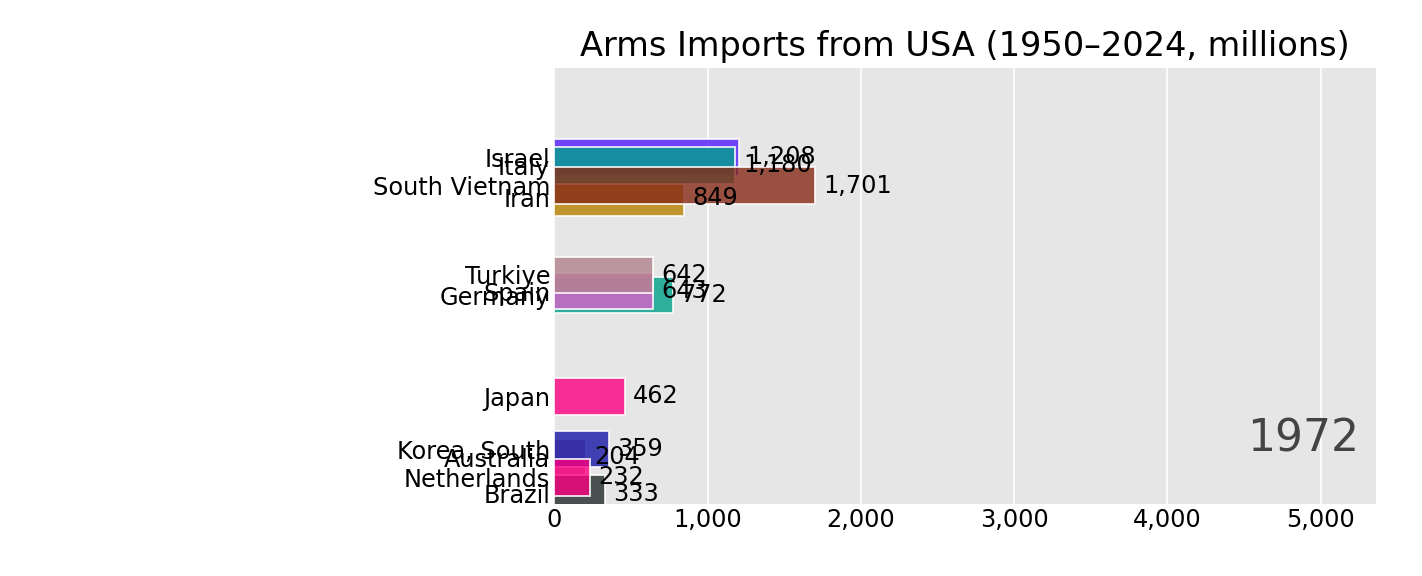 Arms Imports from USA (1950–2024, millions)
Israel 1,208
Italy 1,180
South Vietnam 1,701
Iran 849
Turkiye 642
Spain 643
Germany 772
Japan 462
Korea, South 359
Australia 204
Netherlands 232
Brazil 333
1972
0 1,000 2,000 3,000 4,000 5,000